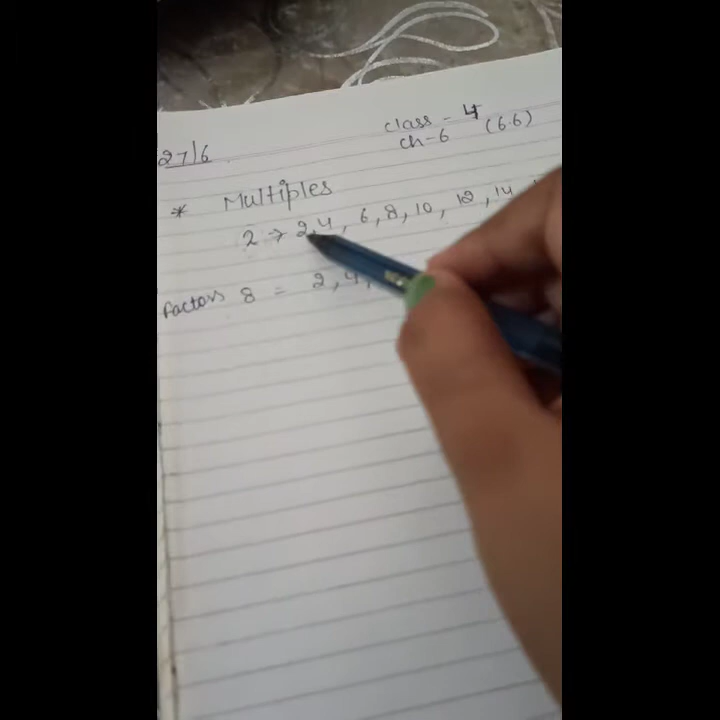 Class - 4
27/6 ch-6 (6.6)
* Multiples
2 → 2,4, 6,8,10, 12,14
Factors 8 = 2,4,